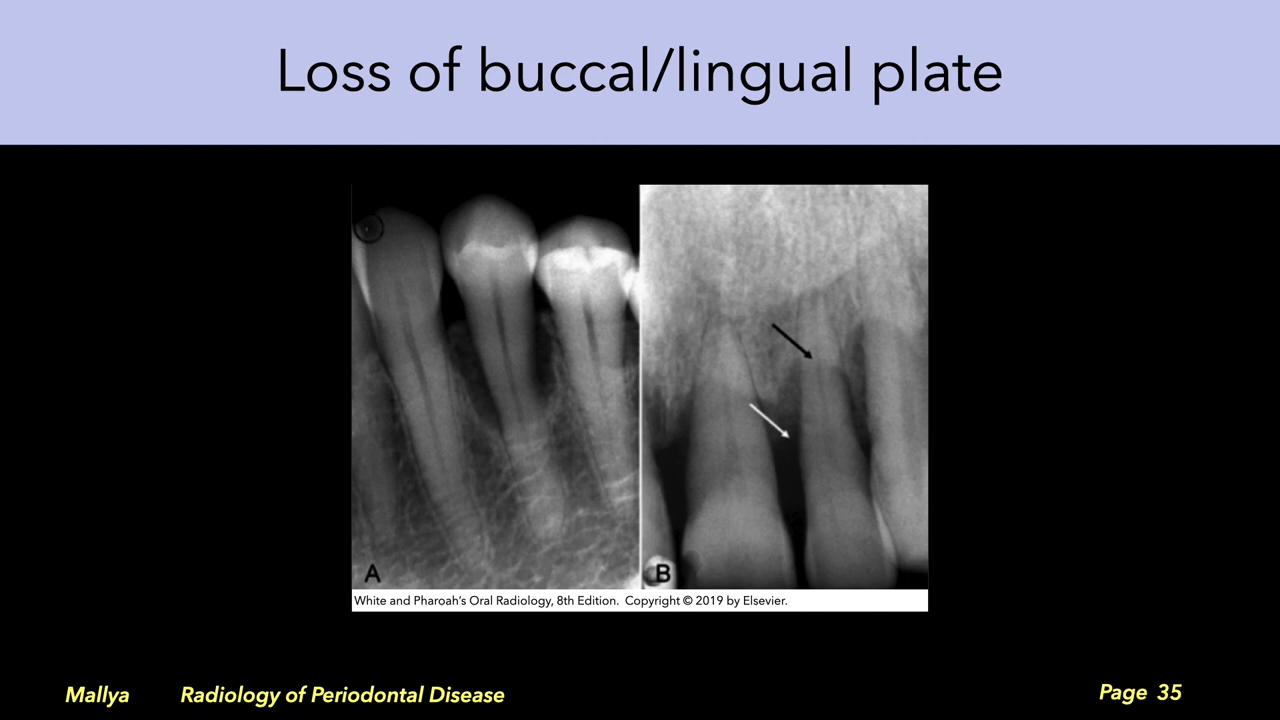 Loss of buccal/lingual plate
A
B
White and Pharoah's Oral Radiology, 8th Edition. Copyright © 2019 by Elsevier.
Mallya Radiology of Periodontal Disease Page 35